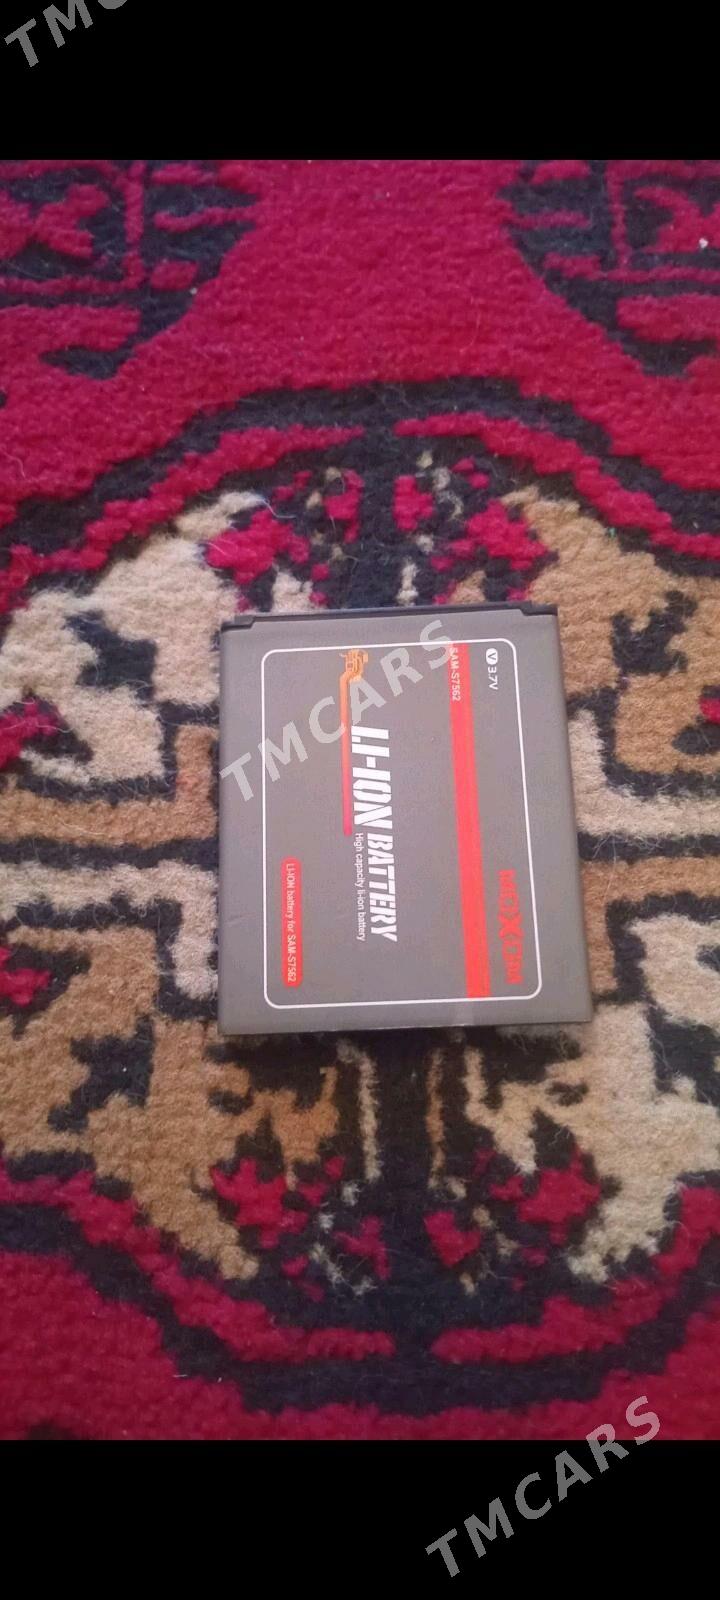 TMCARS
V 3.7V
SAM-S7562
MOXOM
LI-ION BATTERY
High capacity li-ion battery
LI-ION battery for SAM-S7562
TMCARS
TMCARS